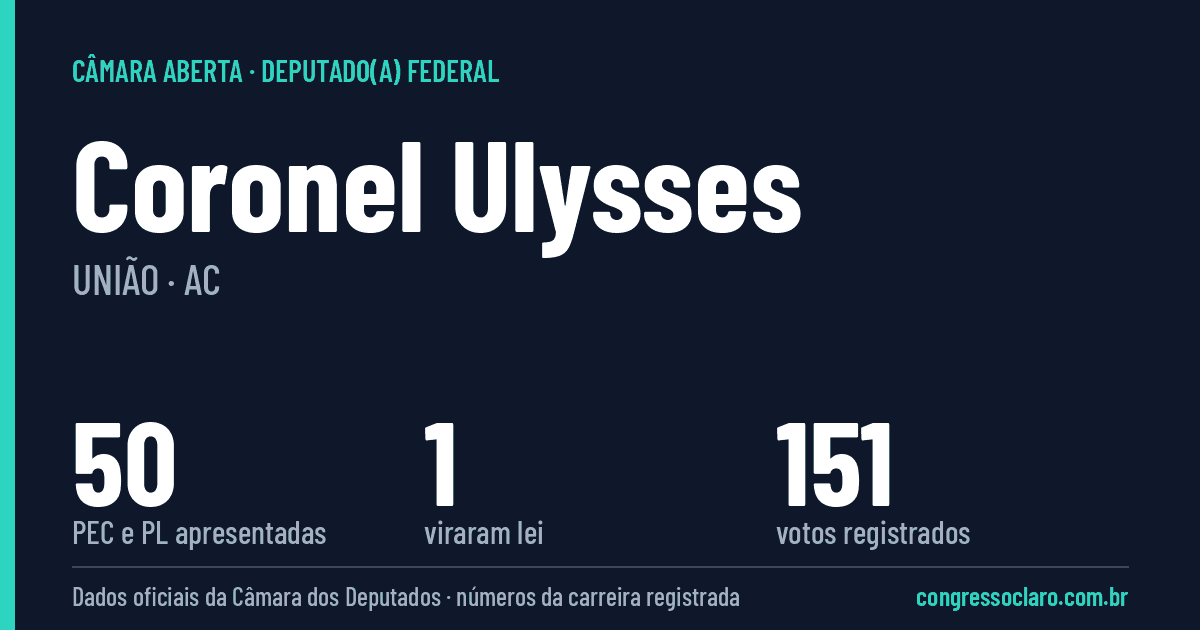 CÂMARA ABERTA · DEPUTADO(A) FEDERAL
Coronel Ulysses
UNIÃO · AC
50 1 151
PEC e PL apresentadas viraram lei votos registrados
Dados oficiais da Câmara dos Deputados · números da carreira registrada congressoclaro.com.br